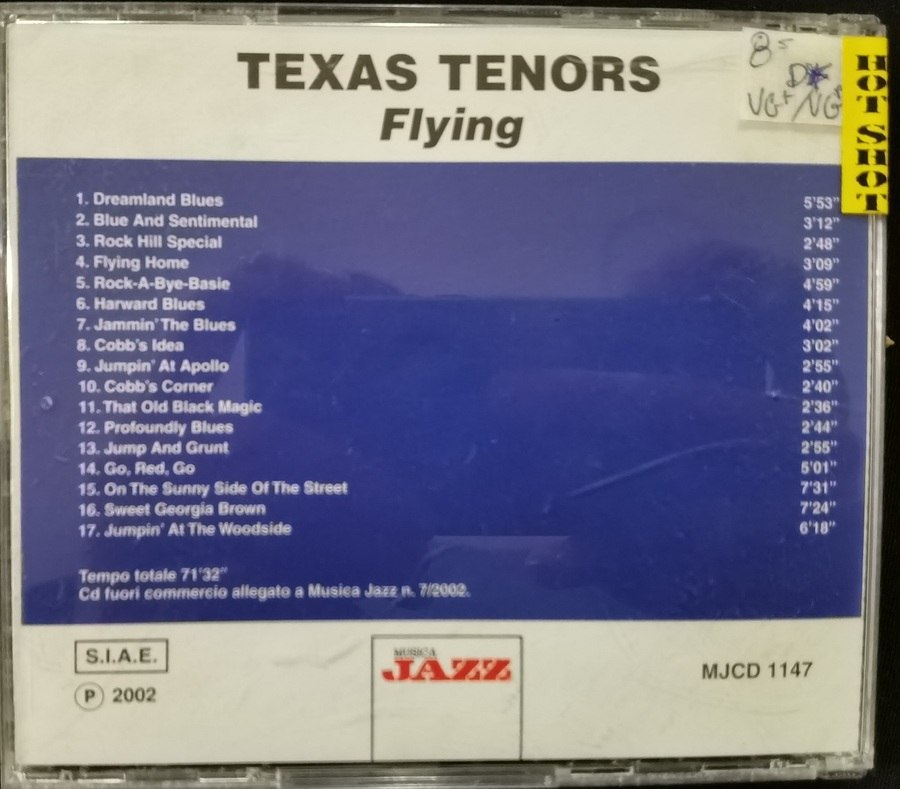 TEXAS TENORS
Flying
8-
VG+/VG+
HOT SHOT
1. Dreamland Blues 5'53"
2. Blue And Sentimental 3'12"
3. Rock Hill Special 2'48"
4. Flying Home 3'09"
5. Rock-A-Bye-Basie 4'59"
6. Harward Blues 4'15"
7. Jammin' The Blues 4'02"
8. Cobb's Idea 3'02"
9. Jumpin' At Apollo 2'55"
10. Cobb's Corner 2'40"
11. That Old Black Magic 2'36"
12. Profoundly Blues 2'44"
13. Jump And Grunt 2'55"
14. Go, Red, Go 5'01"
15. On The Sunny Side Of The Street 7'31"
16. Sweet Georgia Brown 7'24"
17. Jumpin' At The Woodside 6'18"
Tempo totale 71'32"
Cd fuori commercio allegato a Musica Jazz n. 7/2002.
S.I.A.E.
P 2002
MUSICA
JAZZ
MJCD 1147